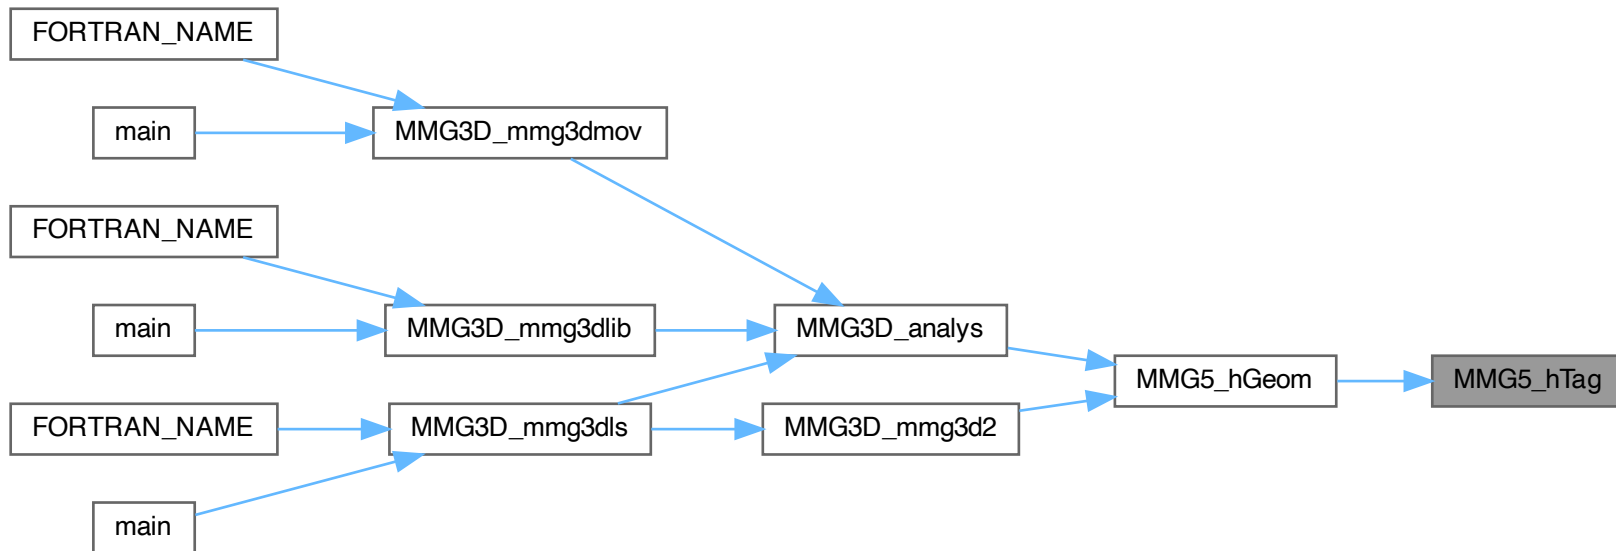 FORTRAN_NAME
main
MMG3D_mmg3dmov
FORTRAN_NAME
main
MMG3D_mmg3dlib
MMG3D_analys
MMG5_hGeom
MMG5_hTag
FORTRAN_NAME
MMG3D_mmg3dls
MMG3D_mmg3d2
main